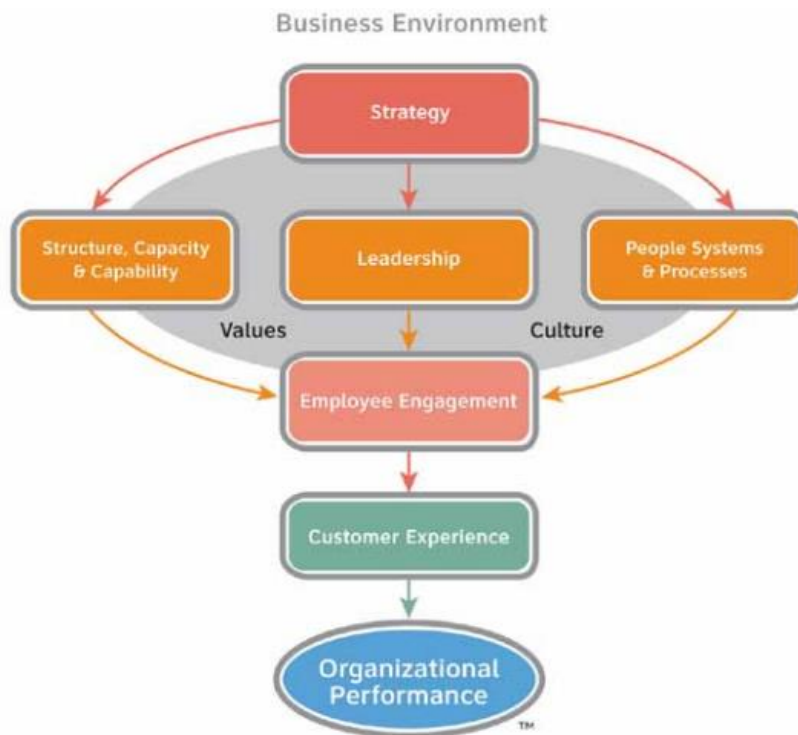 Business Environment
Strategy
Structure, Capacity
& Capability
Leadership
People Systems
& Processes
Values
Culture
Employee Engagement
Customer Experience
Organizational
Performance
TM